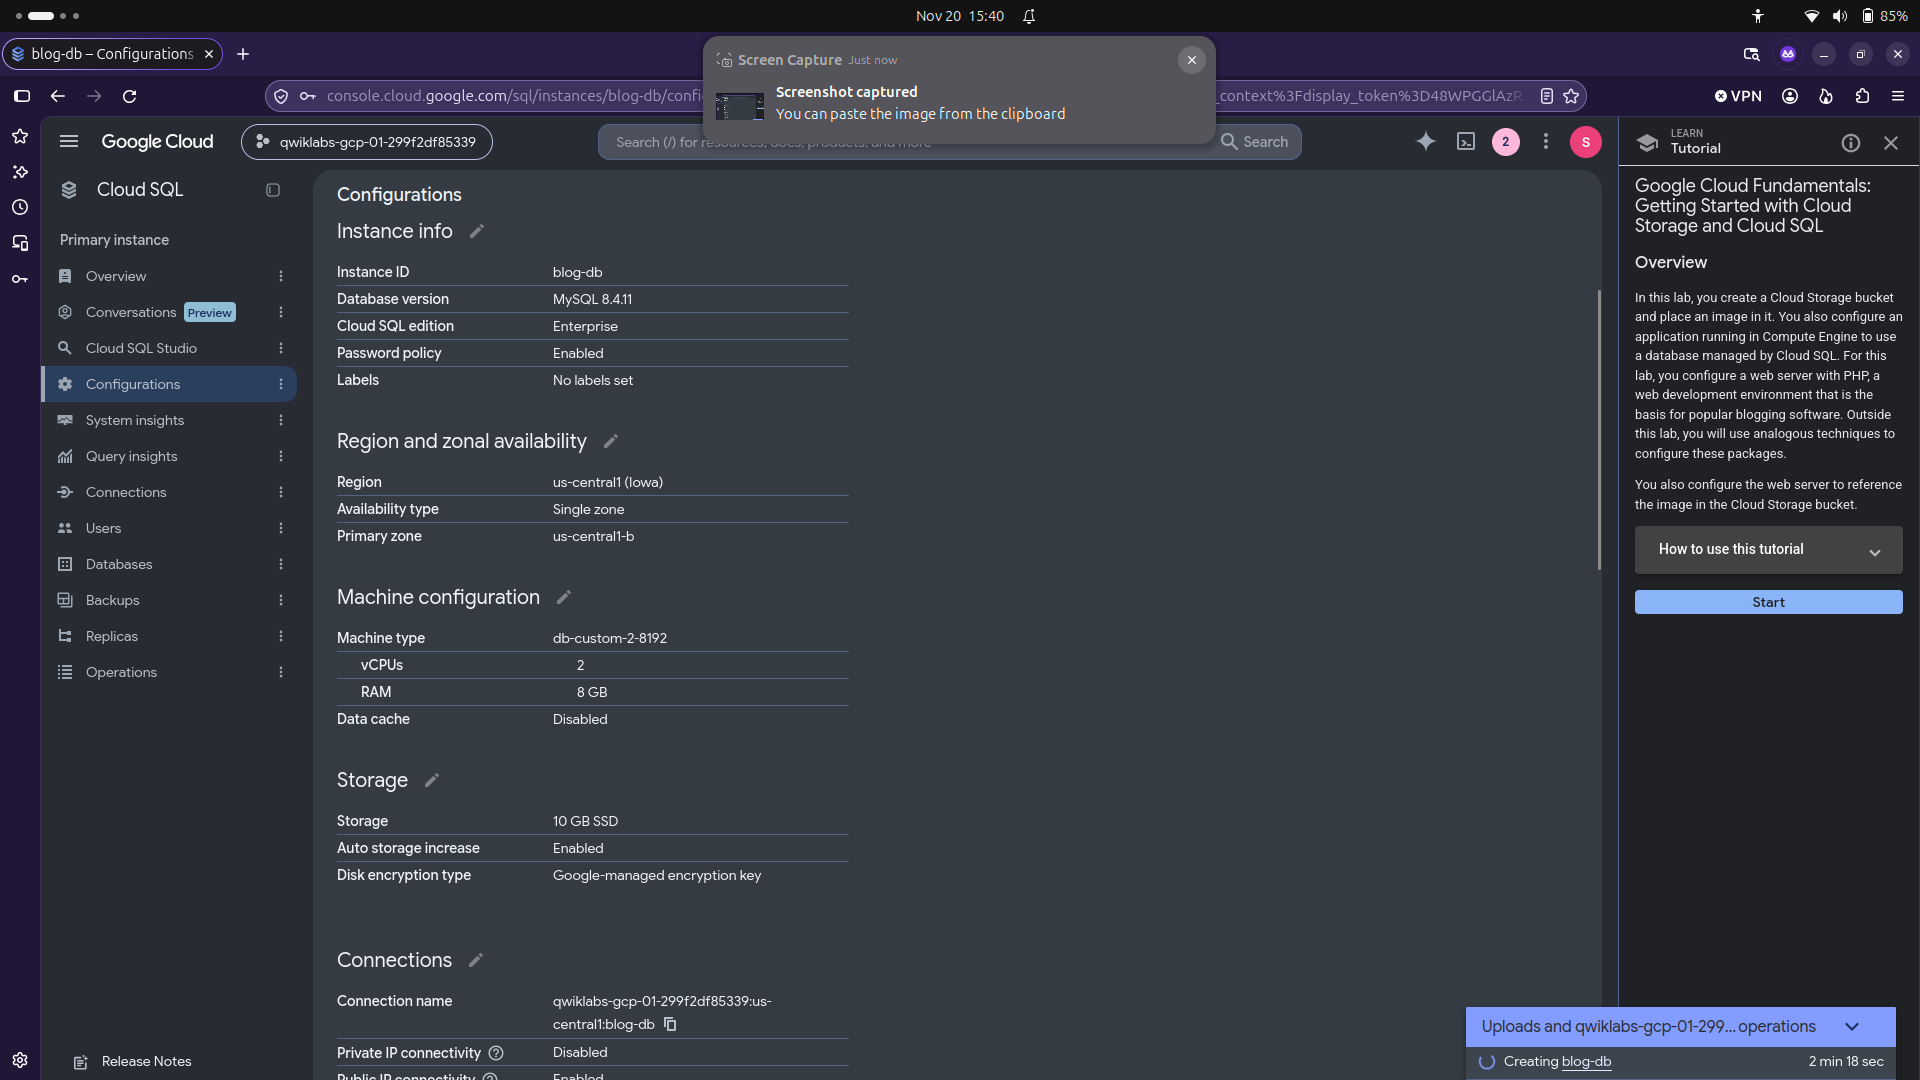 Nov 20 15:40
85%
blog-db – Configurations
console.cloud.google.com/sql/instances/blog-db/confi
_context%3Fdisplay_token%3D48WPGGlAzR
VPN
Screen Capture Just now
Screenshot captured
You can paste the image from the clipboard
Google Cloud
qwiklabs-gcp-01-299f2df85339
Search (/) for resources, docs, products, and more
Search
2
S
Cloud SQL
Primary instance
Overview
Conversations Preview
Cloud SQL Studio
Configurations
System insights
Query insights
Connections
Users
Databases
Backups
Replicas
Operations
Release Notes
Configurations
Instance info
Instance ID blog-db
Database version MySQL 8.4.11
Cloud SQL edition Enterprise
Password policy Enabled
Labels No labels set
Region and zonal availability
Region us-central1 (Iowa)
Availability type Single zone
Primary zone us-central1-b
Machine configuration
Machine type db-custom-2-8192
vCPUs 2
RAM 8 GB
Data cache Disabled
Storage
Storage 10 GB SSD
Auto storage increase Enabled
Disk encryption type Google-managed encryption key
Connections
Connection name qwiklabs-gcp-01-299f2df85339:us-
central1:blog-db
Private IP connectivity Disabled
Public IP connectivity Enabled
LEARN
Tutorial
Google Cloud Fundamentals:
Getting Started with Cloud
Storage and Cloud SQL
Overview
In this lab, you create a Cloud Storage bucket
and place an image in it. You also configure an
application running in Compute Engine to use
a database managed by Cloud SQL. For this
lab, you configure a web server with PHP, a
web development environment that is the
basis for popular blogging software. Outside
this lab, you will use analogous techniques to
configure these packages.
You also configure the web server to reference
the image in the Cloud Storage bucket.
How to use this tutorial
Start
Uploads and qwiklabs-gcp-01-299... operations
Creating blog-db 2 min 18 sec